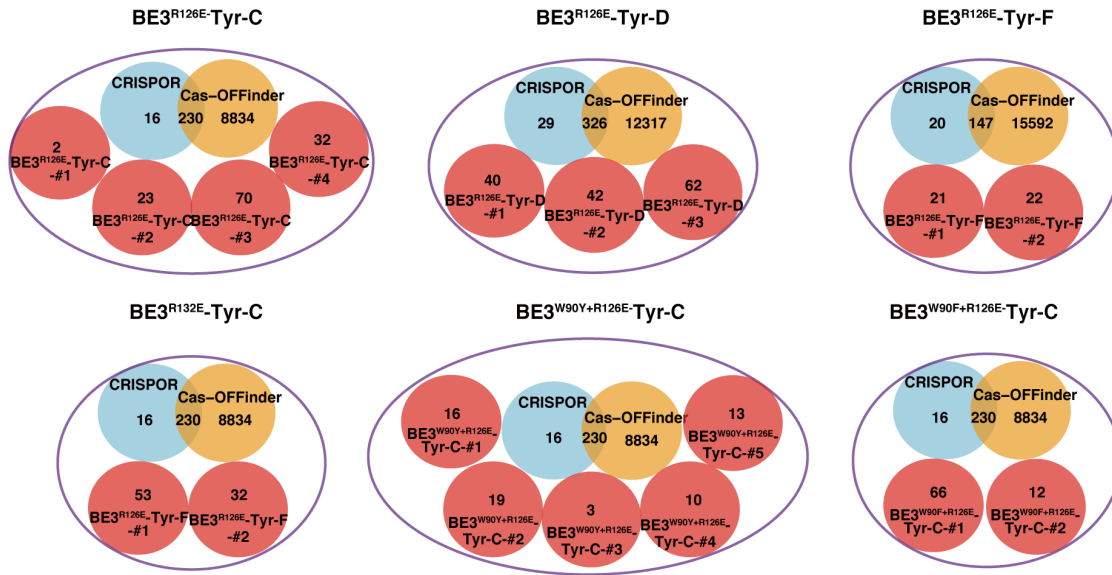 BE3R126E-Tyr-C
CRISPOR
Cas–OFFinder
16 230 8834
2
BE3R126E-Tyr-C
-#1
23
BE3R126E-Tyr-C
-#2
70
BE3R126E-Tyr-C
-#3
32
BE3R126E-Tyr-C
-#4
BE3R126E-Tyr-D
CRISPOR
Cas–OFFinder
29 326 12317
40
BE3R126E-Tyr-D
-#1
42
BE3R126E-Tyr-D
-#2
62
BE3R126E-Tyr-D
-#3
BE3R126E-Tyr-F
CRISPOR
Cas–OFFinder
20 147 15592
21
BE3R126E-Tyr-F
-#1
22
BE3R126E-Tyr-F
-#2
BE3R132E-Tyr-C
CRISPOR
Cas–OFFinder
16 230 8834
53
BE3R126E-Tyr-F
-#1
32
BE3R126E-Tyr-F
-#2
BE3W90Y+R126E-Tyr-C
CRISPOR
Cas–OFFinder
16 230 8834
16
BE3W90Y+R126E-
Tyr-C-#1
19
BE3W90Y+R126E-
Tyr-C-#2
3
BE3W90Y+R126E-
Tyr-C-#3
10
BE3W90Y+R126E-
Tyr-C-#4
13
BE3W90Y+R126E-
Tyr-C-#5
BE3W90F+R126E-Tyr-C
CRISPOR
Cas–OFFinder
16 230 8834
66
BE3W90F+R126E-
Tyr-C-#1
12
BE3W90F+R126E-
Tyr-C-#2